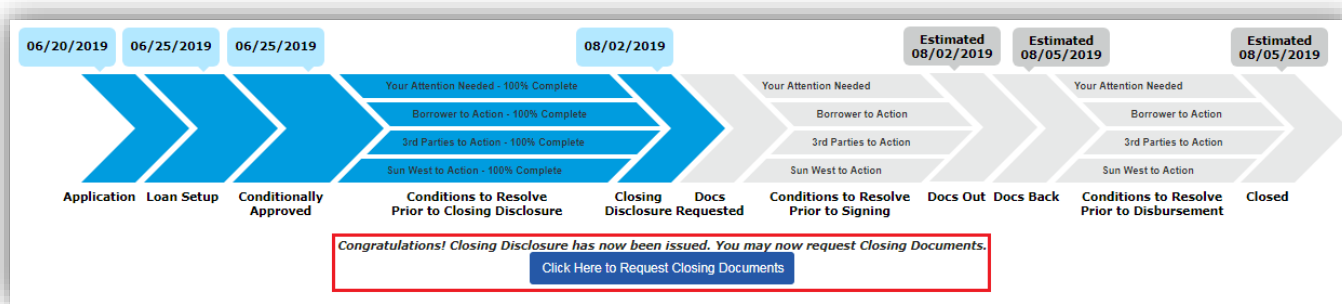 06/20/2019
06/25/2019
06/25/2019
08/02/2019
Estimated
08/02/2019
Estimated
08/05/2019
Estimated
08/05/2019
Your Attention Needed - 100% Complete
Borrower to Action - 100% Complete
3rd Parties to Action - 100% Complete
Sun West to Action - 100% Complete
Your Attention Needed
Borrower to Action
3rd Parties to Action
Sun West to Action
Your Attention Needed
Borrower to Action
3rd Parties to Action
Sun West to Action
Application
Loan Setup
Conditionally
Approved
Conditions to Resolve
Prior to Closing Disclosure
Closing
Disclosure
Docs
Requested
Conditions to Resolve
Prior to Signing
Docs Out
Docs Back
Conditions to Resolve
Prior to Disbursement
Closed
Congratulations! Closing Disclosure has now been issued. You may now request Closing Documents.
Click Here to Request Closing Documents